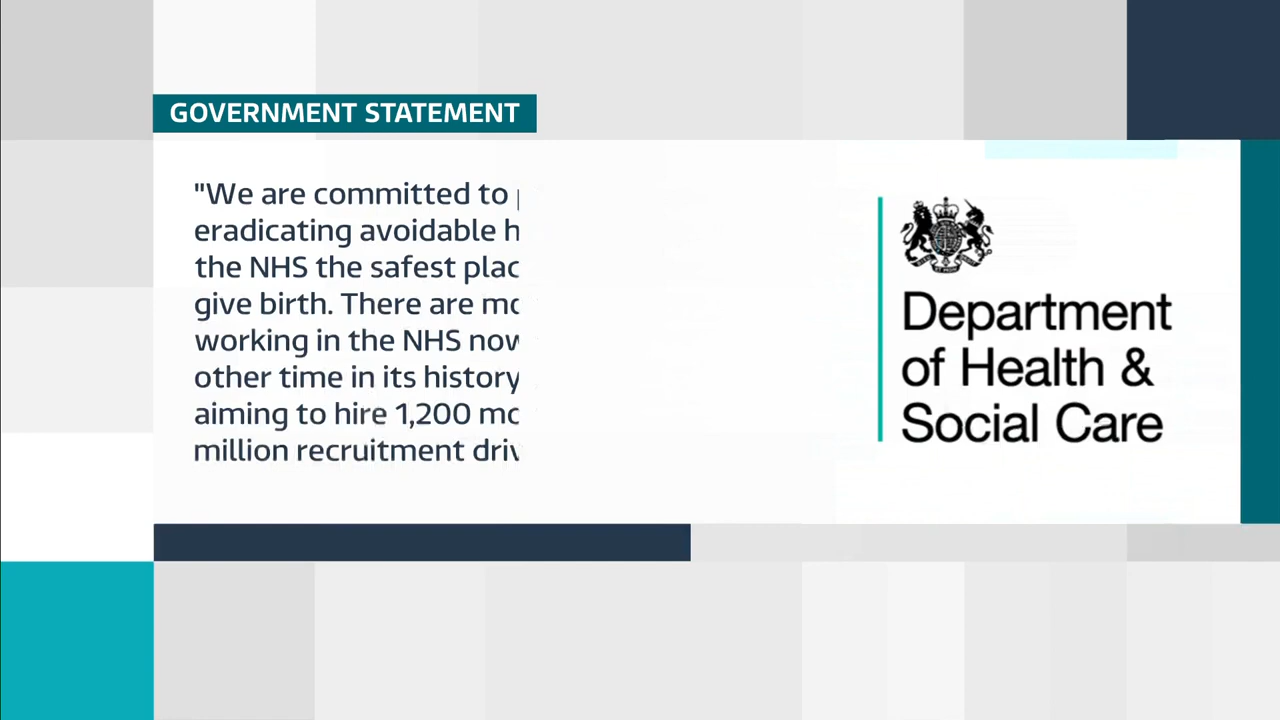 GOVERNMENT STATEMENT
"We are committed to
eradicating avoidable h
the NHS the safest plac
give birth. There are mo
working in the NHS now
other time in its history
aiming to hire 1,200 mo
million recruitment driv
Department
of Health &
Social Care